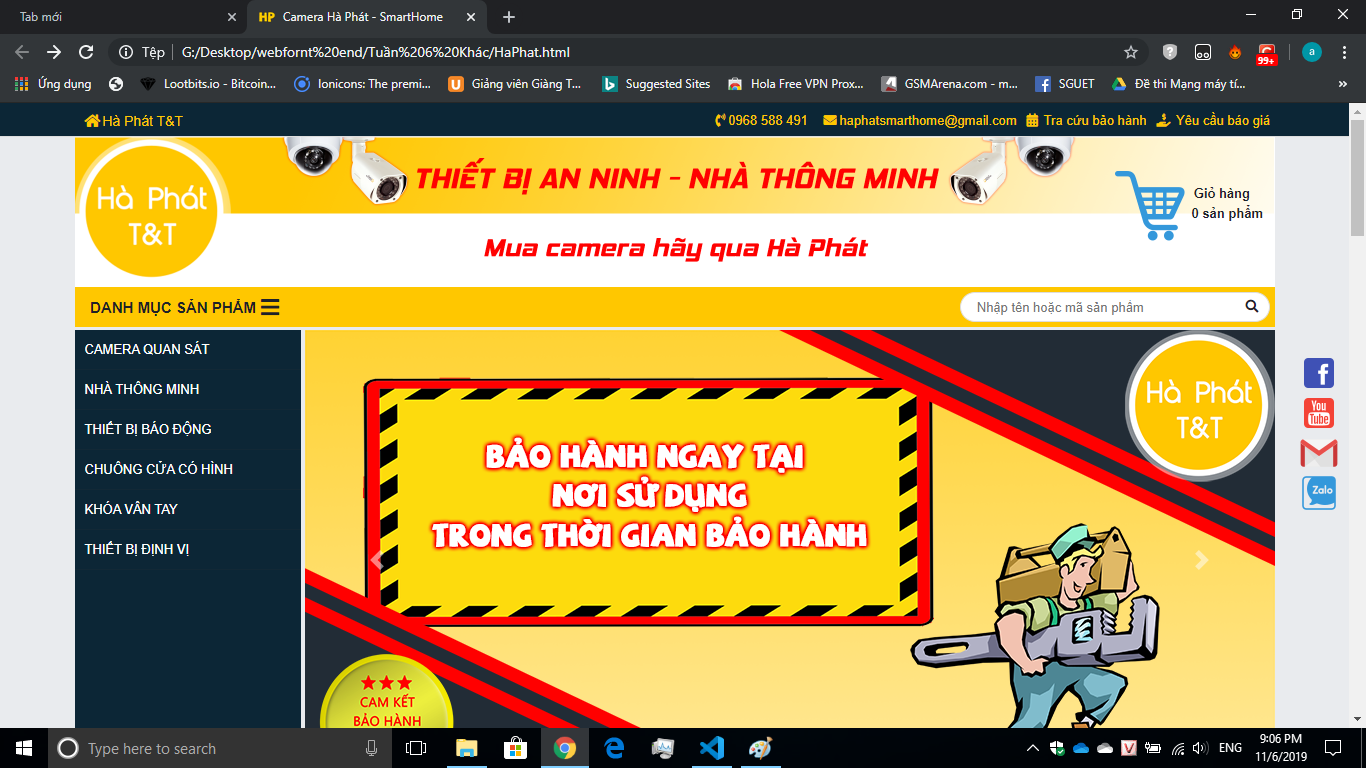 Tab mới
HP Camera Hà Phát - SmartHome
Tệp G:/Desktop/webfornt%20end/Tuần%206%20Khác/HaPhat.html
99+
a
Ứng dụng
Lootbits.io - Bitcoin...
Ionicons: The premi...
Giảng viên Giàng T...
Suggested Sites
Hola Free VPN Prox...
GSMArena.com - m...
SGUET
Đề thi Mạng máy tí...
»
Hà Phát T&T
0968 588 491
haphatsmarthome@gmail.com
Tra cứu bảo hành
Yêu cầu báo giá
Hà Phát
T&T
THIẾT BỊ AN NINH - NHÀ THÔNG MINH
Mua camera hãy qua Hà Phát
Giỏ hàng
0 sản phẩm
DANH MỤC SẢN PHẨM
Nhập tên hoặc mã sản phẩm
CAMERA QUAN SÁT
NHÀ THÔNG MINH
THIẾT BỊ BÁO ĐỘNG
CHUÔNG CỬA CÓ HÌNH
KHÓA VÂN TAY
THIẾT BỊ ĐỊNH VỊ
BẢO HÀNH NGAY TẠI
NƠI SỬ DỤNG
TRONG THỜI GIAN BẢO HÀNH
Hà Phát
T&T
CAM KẾT
BẢO HÀNH
You
Tube
Zalo
Type here to search
ENG
9:06 PM
11/6/2019